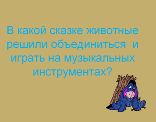 В какой сказке животные
решили объединиться и
играть на музыкальных
инструментах?